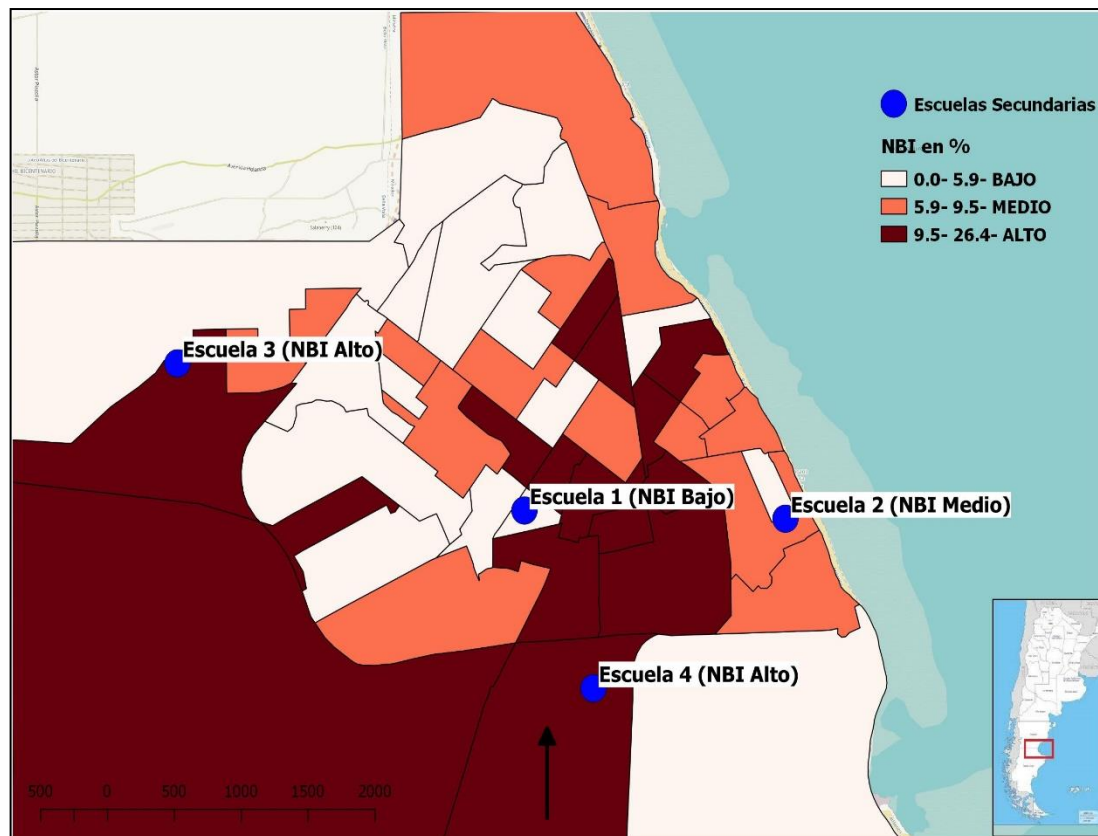 Escuelas Secundarias
NBI en %
0.0- 5.9- BAJO
5.9- 9.5- MEDIO
9.5- 26.4- ALTO
Escuela 3 (NBI Alto)
Escuela 1 (NBI Bajo)
Escuela 2 (NBI Medio)
Escuela 4 (NBI Alto)
500 0 500 1000 1500 2000